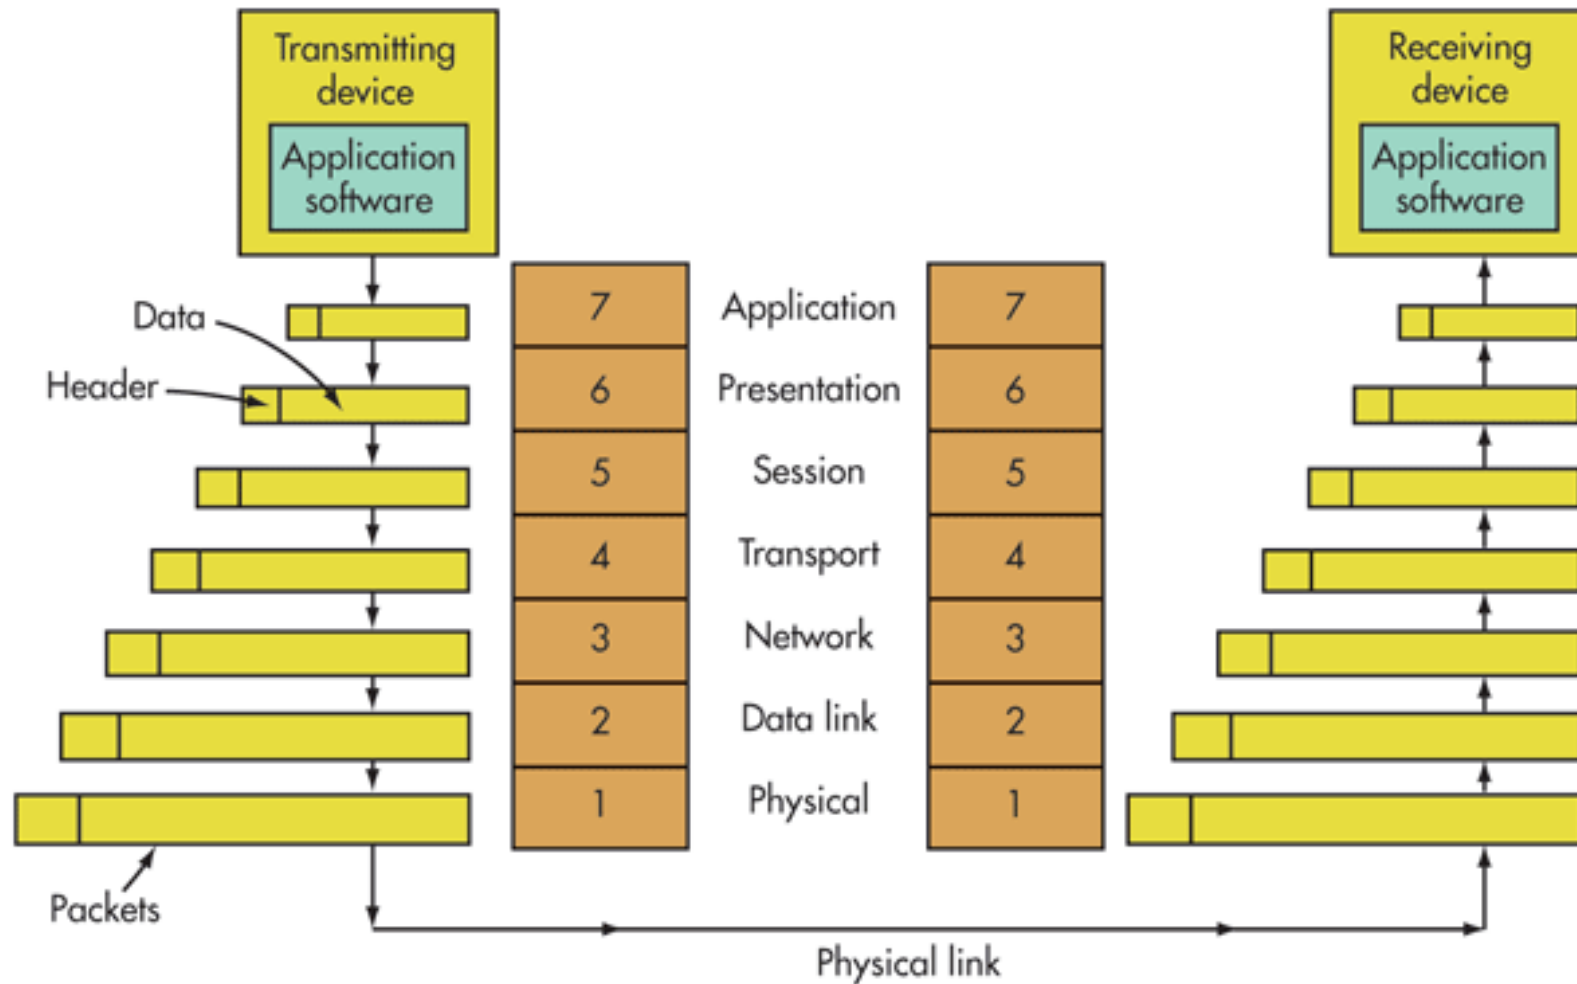 Transmitting
device
Application
software
Receiving
device
Application
software
Data
Header
7 Application 7
6 Presentation 6
5 Session 5
4 Transport 4
3 Network 3
2 Data link 2
1 Physical 1
Packets
Physical link